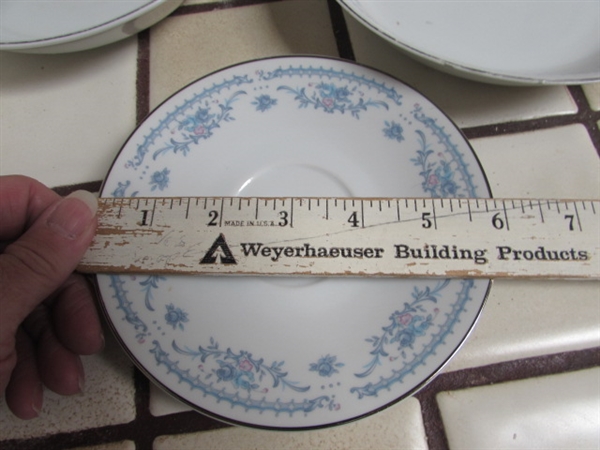 1 2 3 4 5 6 7
MADE IN U.S.A.
Weyerhaeuser Building Products